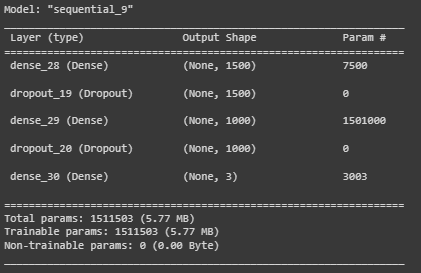 Model: "sequential_9"
_________________________________________________________________
Layer (type) Output Shape Param #
=================================================================
dense_28 (Dense) (None, 1500) 7500
dropout_19 (Dropout) (None, 1500) 0
dense_29 (Dense) (None, 1000) 1501000
dropout_20 (Dropout) (None, 1000) 0
dense_30 (Dense) (None, 3) 3003
=================================================================
Total params: 1511503 (5.77 MB)
Trainable params: 1511503 (5.77 MB)
Non-trainable params: 0 (0.00 Byte)
_________________________________________________________________